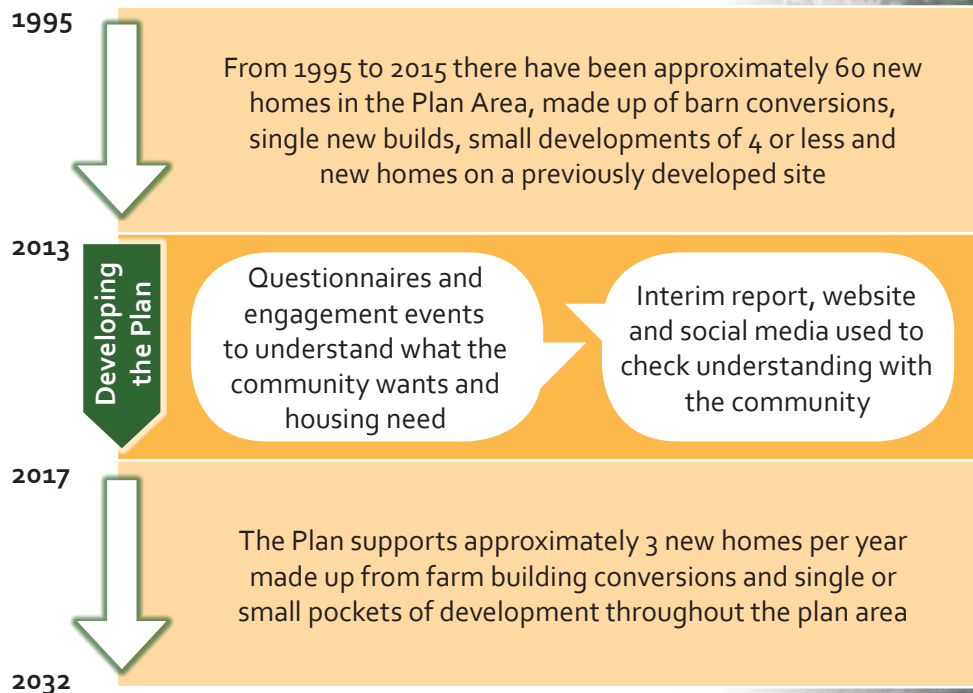 1995
From 1995 to 2015 there have been approximately 60 new
homes in the Plan Area, made up of barn conversions,
single new builds, small developments of 4 or less and
new homes on a previously developed site
2013
Developing
the Plan
Questionnaires and
engagement events
to understand what the
community wants and
housing need
Interim report, website
and social media used to
check understanding with
the community
2017
The Plan supports approximately 3 new homes per year
made up from farm building conversions and single or
small pockets of development throughout the plan area
2032